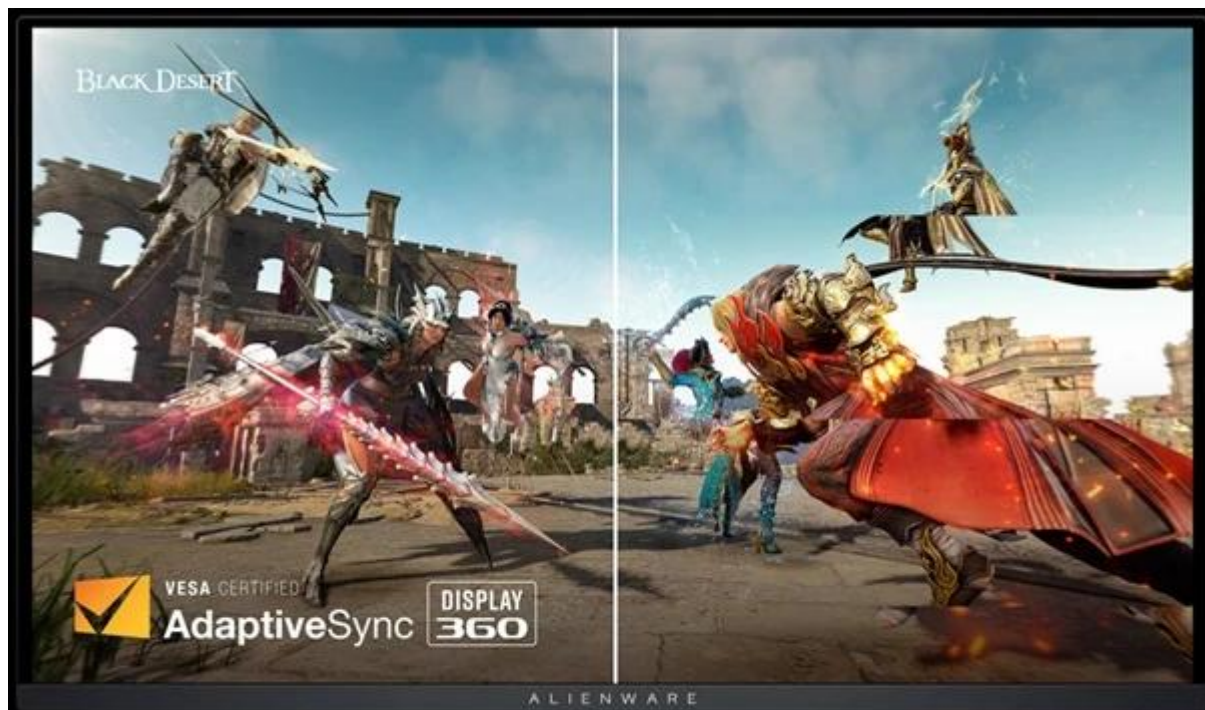 BLACK DESERT
VESA CERTIFIED
AdaptiveSync
DISPLAY
360
ALIENWARE